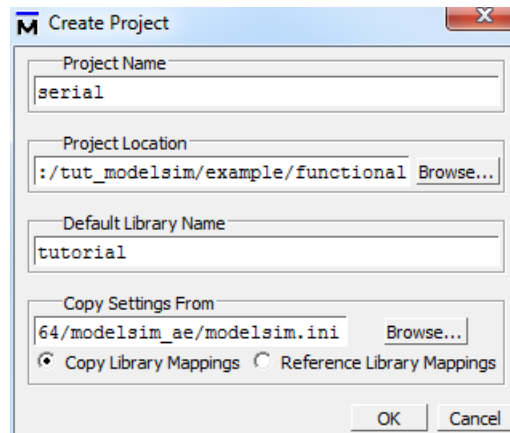 Create Project
Project Name
serial
Project Location
:/tut_modelsim/example/functional Browse...
Default Library Name
tutorial
Copy Settings From
64/modelsim_ae/modelsim.ini Browse...
Copy Library Mappings Reference Library Mappings
OK Cancel